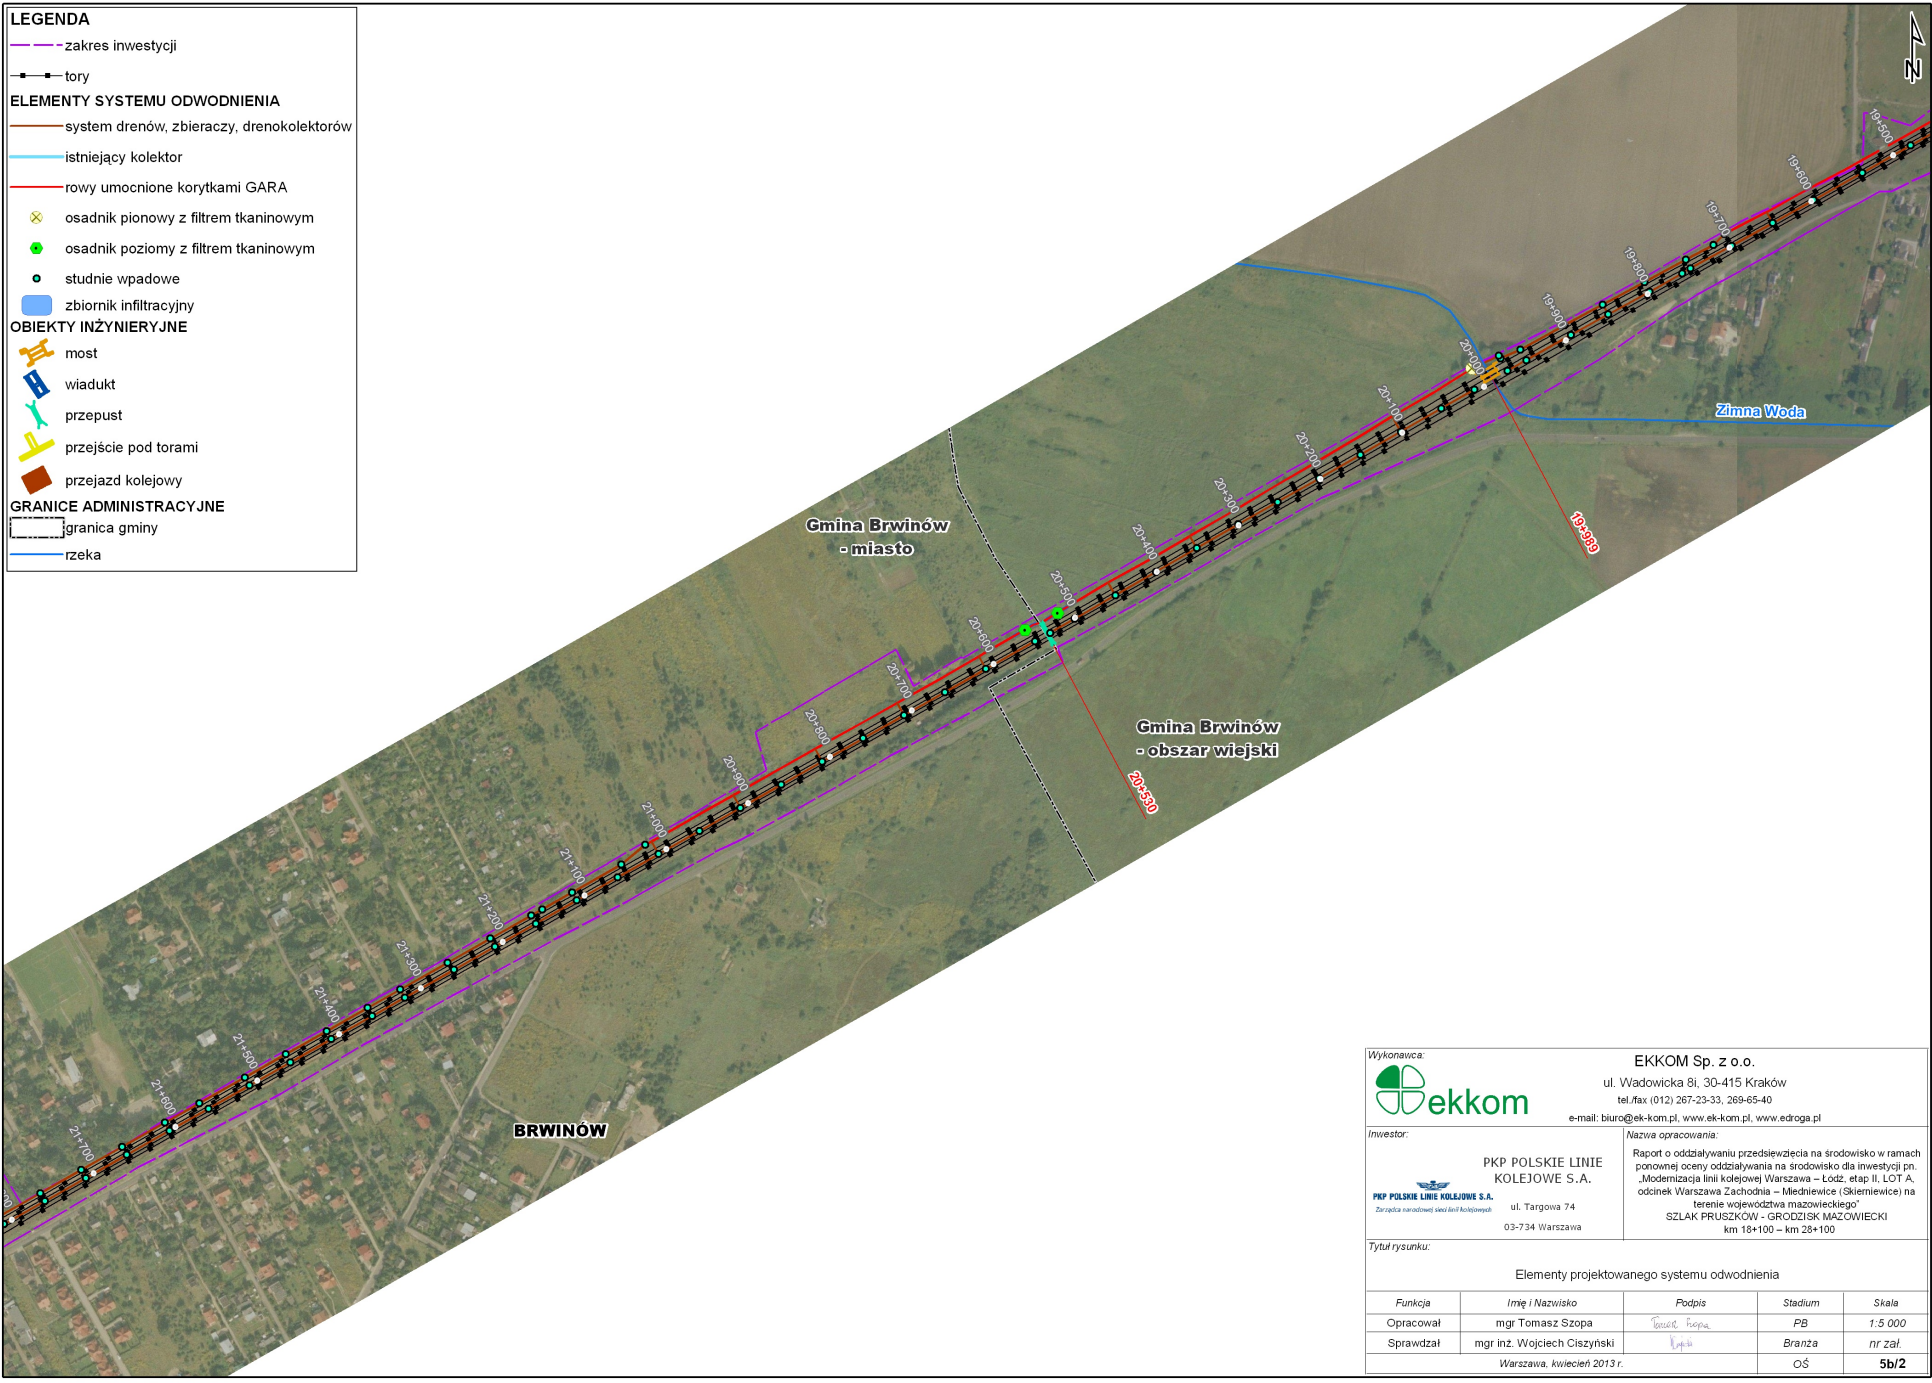 LEGENDA
zakres inwestycji
tory
ELEMENTY SYSTEMU ODWODNIENIA
system drenów, zbieraczy, drenokolektorów
istniejący kolektor
rowy umocnione korytkami GARA
osadnik pionowy z filtrem tkaninowym
osadnik poziomy z filtrem tkaninowym
studnie wpadowe
zbiornik infiltracyjny
OBIEKTY INŻYNIERYJNE
most
wiadukt
przepust
przejście pod torami
przejazd kolejowy
GRANICE ADMINISTRACYJNE
granica gminy
rzeka
N
19+500
19+600
19+700
19+800
19+900
20+000
20+100
20+200
20+300
20+400
20+500
20+600
20+700
20+800
20+900
21+000
21+100
21+200
21+300
21+400
21+500
21+600
21+700
Zimna Woda
19+989
20+530
Gmina Brwinów
- miasto
Gmina Brwinów
- obszar wiejski
BRWINÓW
Wykonawca:
ekkom
EKKOM Sp. z o.o.
ul. Wadowicka 8i, 30-415 Kraków
tel./fax (012) 267-23-33, 269-65-40
e-mail: biuro@ek-kom.pl, www.ek-kom.pl, www.edroga.pl
Inwestor:
PKP POLSKIE LINIE KOLEJOWE S.A.
Zarządca narodowej sieci linii kolejowych
PKP POLSKIE LINIE
KOLEJOWE S.A.
ul. Targowa 74
03-734 Warszawa
Nazwa opracowania:
Raport o oddziaływaniu przedsięwzięcia na środowisko w ramach
ponownej oceny oddziaływania na środowisko dla inwestycji pn.
„Modernizacja linii kolejowej Warszawa – Łódź, etap II, LOT A,
odcinek Warszawa Zachodnia – Miedniewice (Skierniewice) na
terenie województwa mazowieckiego”
SZLAK PRUSZKÓW - GRODZISK MAZOWIECKI
km 18+100 – km 28+100
Tytuł rysunku:
Elementy projektowanego systemu odwodnienia
Funkcja Imię i Nazwisko Podpis Stadium Skala
Opracował mgr Tomasz Szopa PB 1:5 000
Sprawdzał mgr inż. Wojciech Ciszyński Branża nr zał.
Warszawa, kwiecień 2013 r. OŚ 5b/2